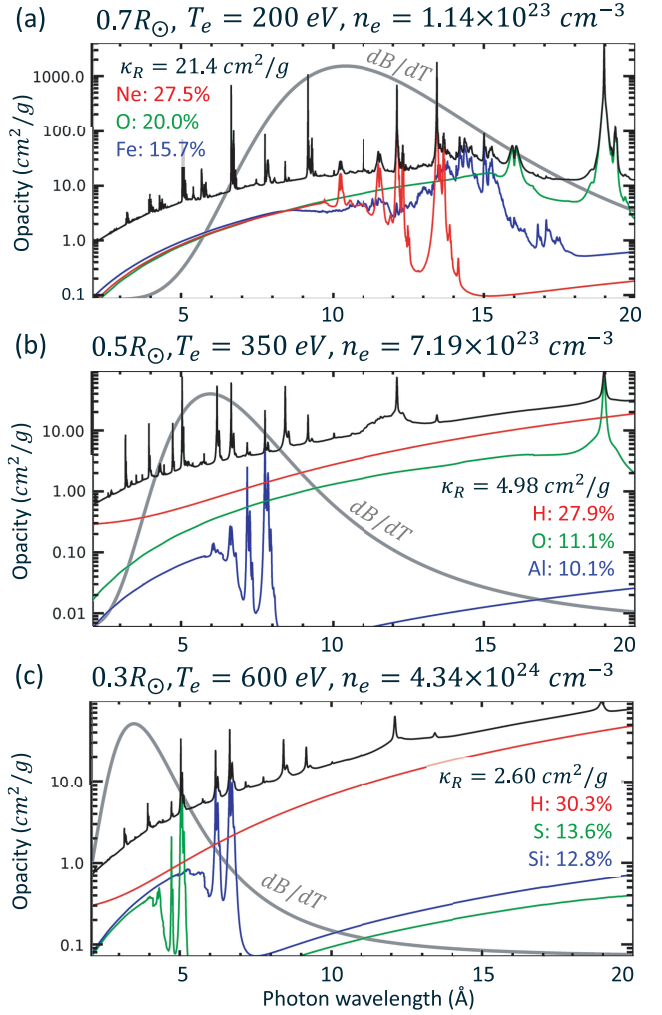 (a) 0.7R☉, Tₑ = 200 eV, nₑ = 1.14×10²³ cm⁻³
κ_R = 21.4 cm²/g
Ne: 27.5%
O: 20.0%
Fe: 15.7%
dB/dT
Opacity (cm²/g)
1000.0
100.0
10.0
1.0
0.1
5 10 15 20
(b) 0.5R☉, Tₑ = 350 eV, nₑ = 7.19×10²³ cm⁻³
Opacity (cm²/g)
10.00
1.00
0.10
0.01
dB/dT
κ_R = 4.98 cm²/g
H: 27.9%
O: 11.1%
Al: 10.1%
5 10 15 20
(c) 0.3R☉, Tₑ = 600 eV, nₑ = 4.34×10²⁴ cm⁻³
Opacity (cm²/g)
10.0
1.0
0.1
κ_R = 2.60 cm²/g
H: 30.3%
S: 13.6%
Si: 12.8%
dB/dT
5 10 15 20
Photon wavelength (Å)